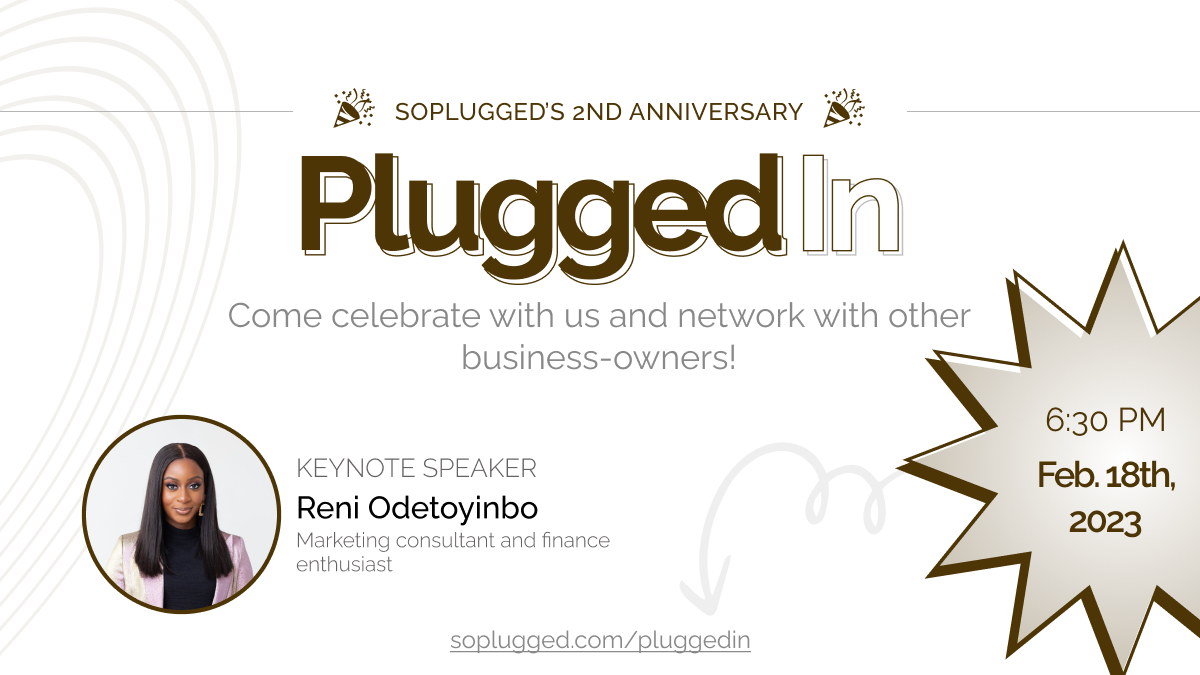 SOPLUGGED'S 2ND ANNIVERSARY
Plugged In
Come celebrate with us and network with other
business-owners!
KEYNOTE SPEAKER
Reni Odetoyinbo
Marketing consultant and finance
enthusiast
6:30 PM
Feb. 18th,
2023
soplugged.com/pluggedin